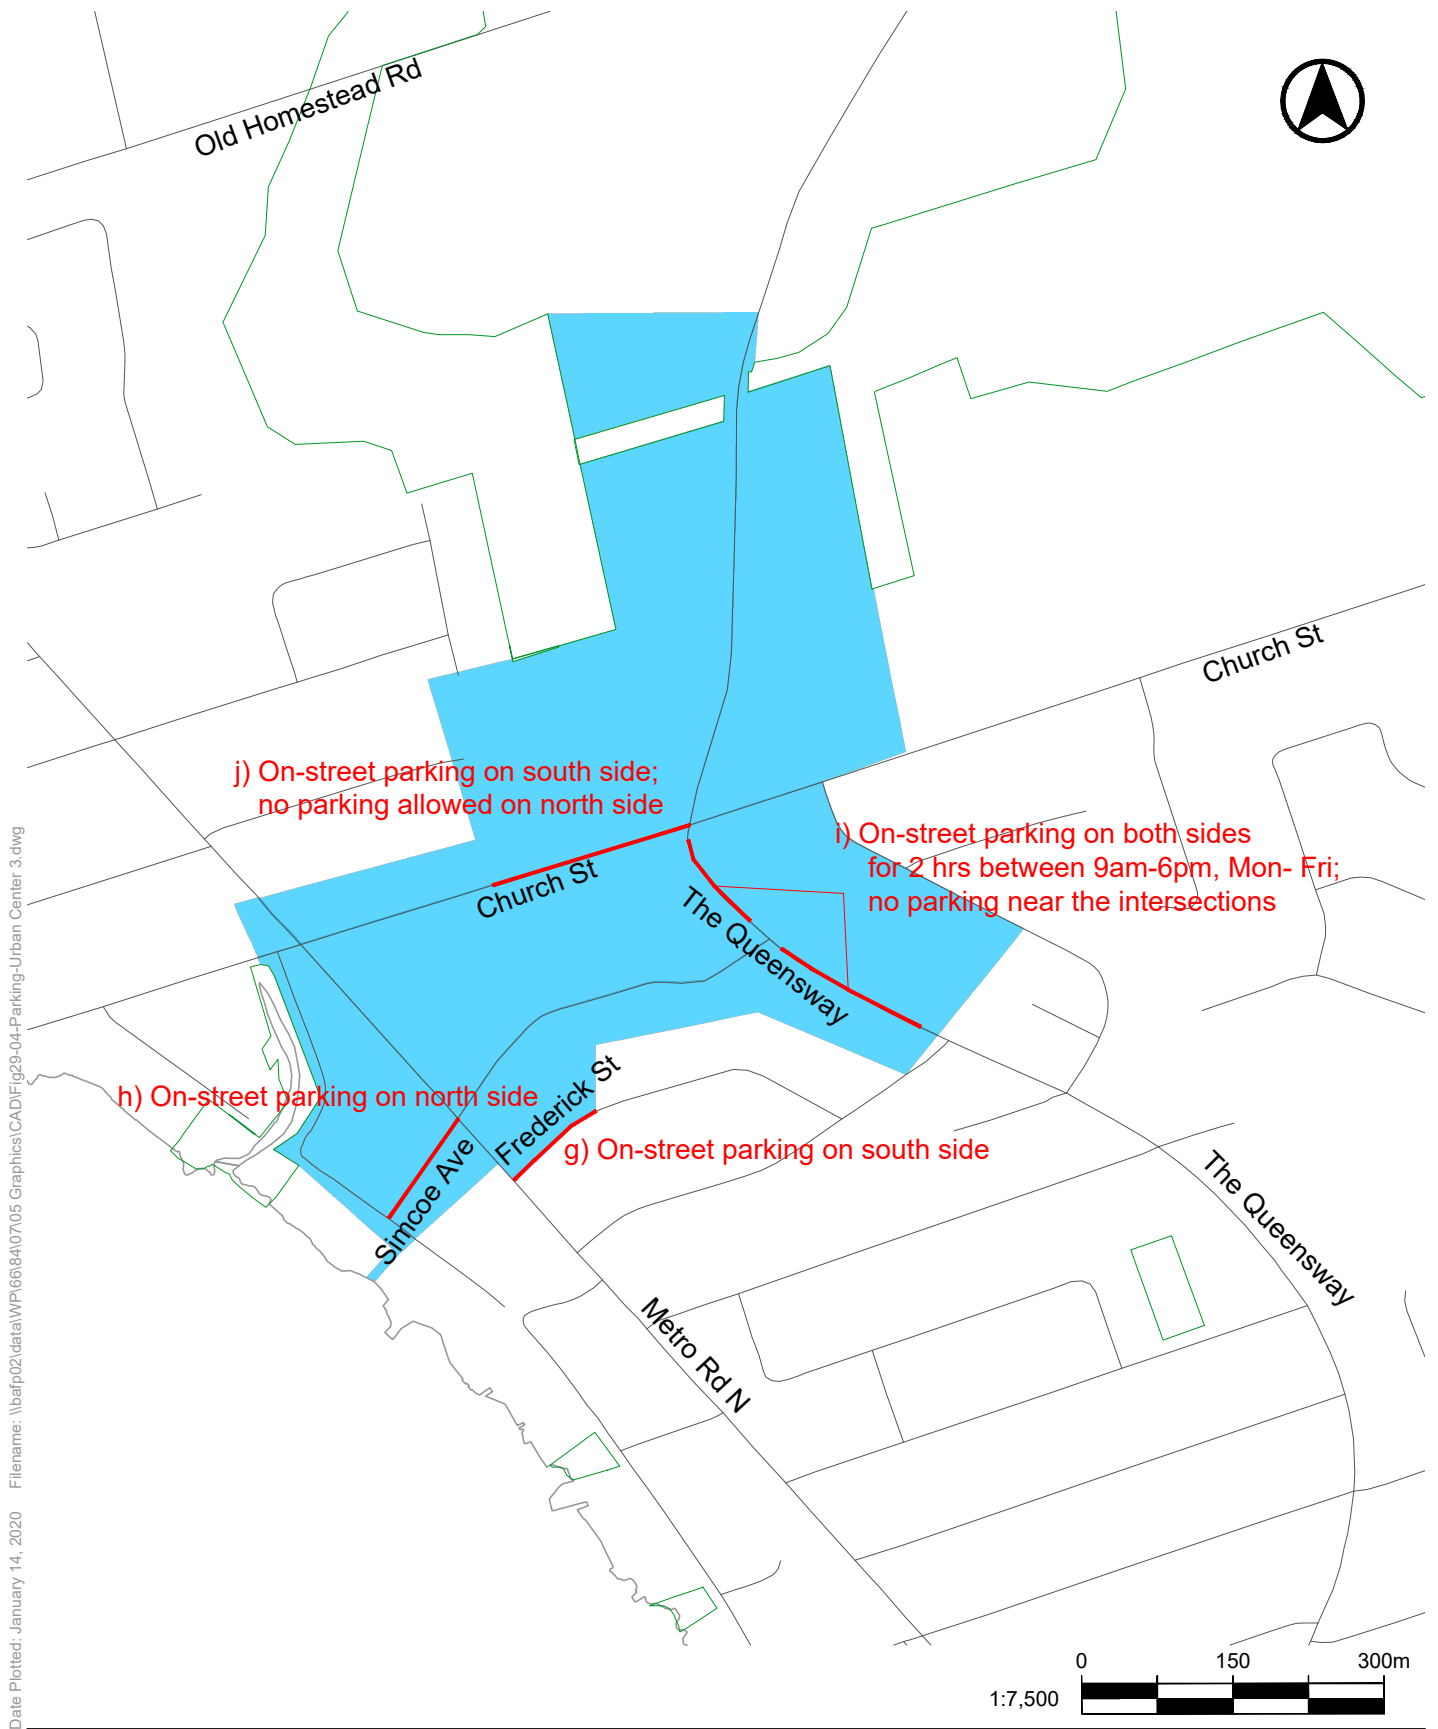 Old Homestead Rd
Church St
j) On-street parking on south side;
no parking allowed on north side
i) On-street parking on both sides
for 2 hrs between 9am-6pm, Mon- Fri;
no parking near the intersections
Church St
The Queensway
h) On-street parking on north side
Frederick St
g) On-street parking on south side
Simcoe Ave
The Queensway
Metro Rd N
0 150 300m
1:7,500
Date Plotted: January 14, 2020 Filename: \\bafp02\data\WP\66\84\07\05 Graphics\CAD\Fig29-04-Parking-Urban Center 3.dwg